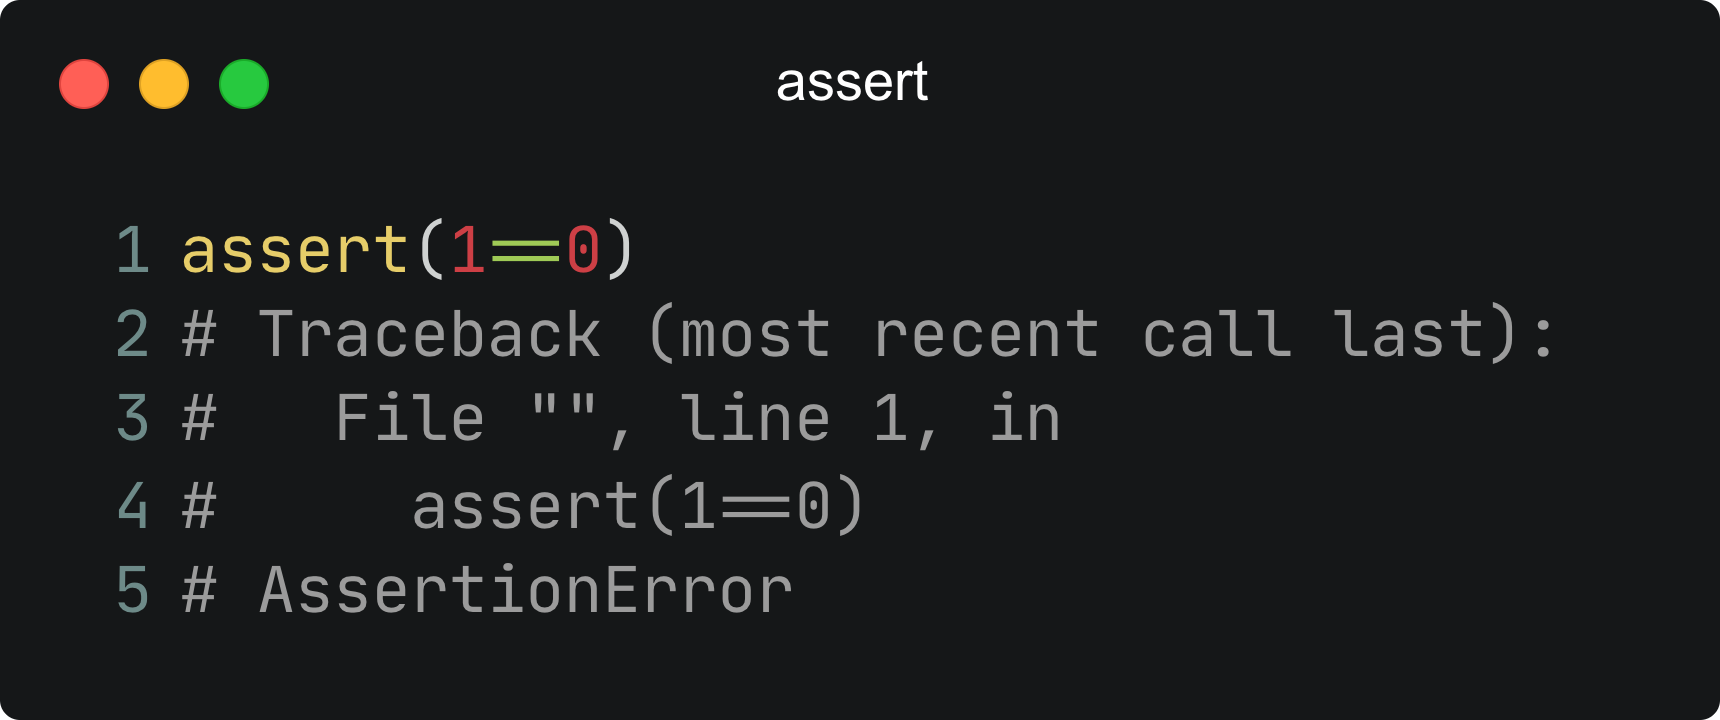 assert
1 assert(1==0)
2 # Traceback (most recent call last):
3 #   File "", line 1, in
4 #     assert(1==0)
5 # AssertionError